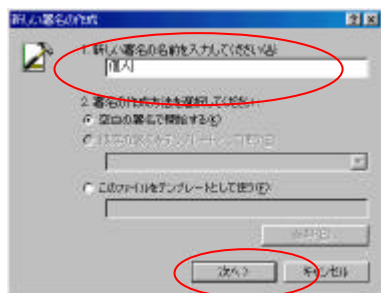 新しい署名の作成
1. 新しい署名の名前を入力してください(A):
個人
2. 署名の作成方法を選択してください:
空白の署名で開始する(K)
このファイルをテンプレートとして使う(F):
次へ >
キャンセル